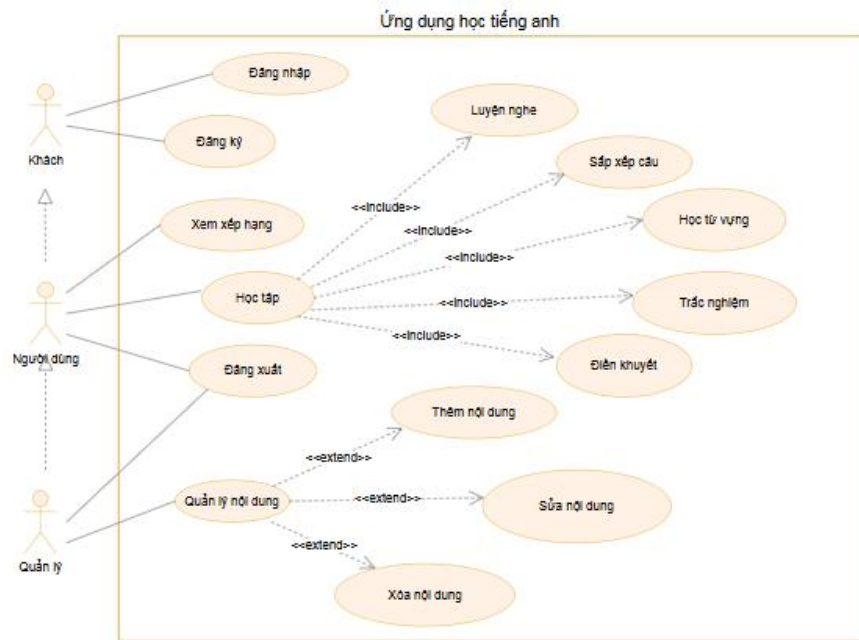 Ứng dụng học tiếng anh
Đăng nhập
Khách
Đăng ký
Luyện nghe
Sắp xếp câu
Học từ vựng
Trắc nghiệm
Điền khuyết
<<include>>
<<include>>
<<include>>
<<include>>
<<include>>
Xem xếp hạng
Học tập
Người dùng
Đăng xuất
Thêm nội dung
<<extend>>
Quản lý nội dung
<<extend>>
Sửa nội dung
<<extend>>
Xóa nội dung
Quản lý